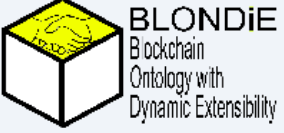 BLONDiE
Blockchain
Ontology with
Dynamic Extensibility